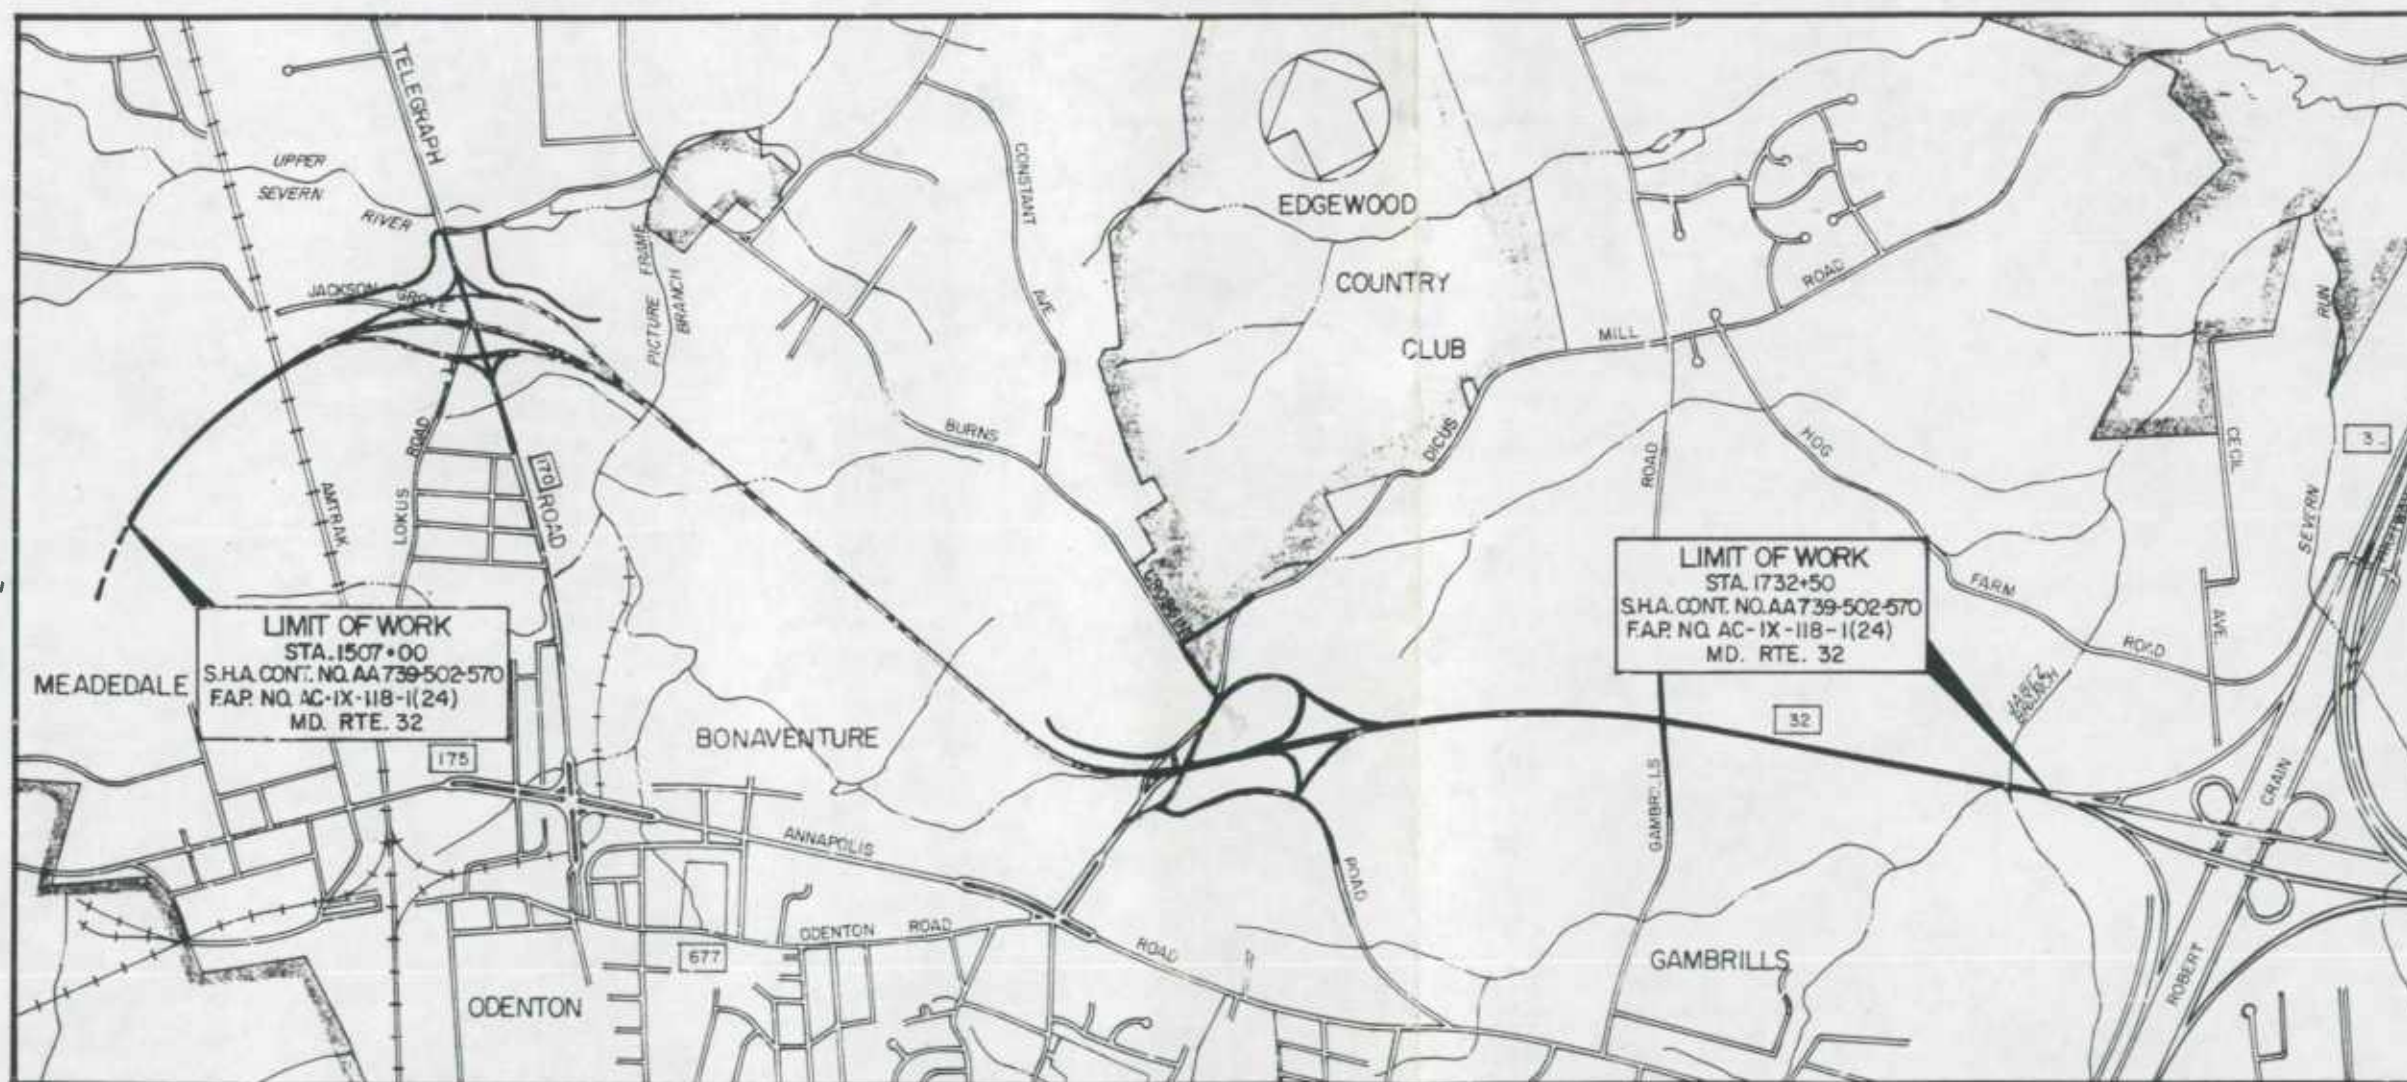 TELEGRAPH
UPPER
SEVERN
RIVER
JACKSON GROVE
PICTURE FRAME
BRANCH
CONSTANT
AVE
EDGEWOOD
COUNTRY
CLUB
MILL
ROAD
DICUS
BURNS
ROAD
LOKUS
AMTRAK
170
ROAD
ROAD
HOG
FARM
ROAD
CECIL
AVE.
RUN
SEVERN
3
LIMIT OF WORK
STA. 1507+00
S.H.A. CONT. NO. AA 739-502-570
F.A.P. NO. AC-IX-118-1(24)
MD. RTE. 32
LIMIT OF WORK
STA. 1732+50
S.H.A. CONT. NO. AA 739-502-570
F.A.P. NO. AC-IX-118-1(24)
MD. RTE. 32
MEADEDALE
175
BONAVENTURE
32
JABEZ
BRANCH
GAMBRILLS
CRAIN
ROBERT
ANNAPOLIS
ROAD
ODENTON ROAD
ROAD
677
ODENTON
GAMBRILLS